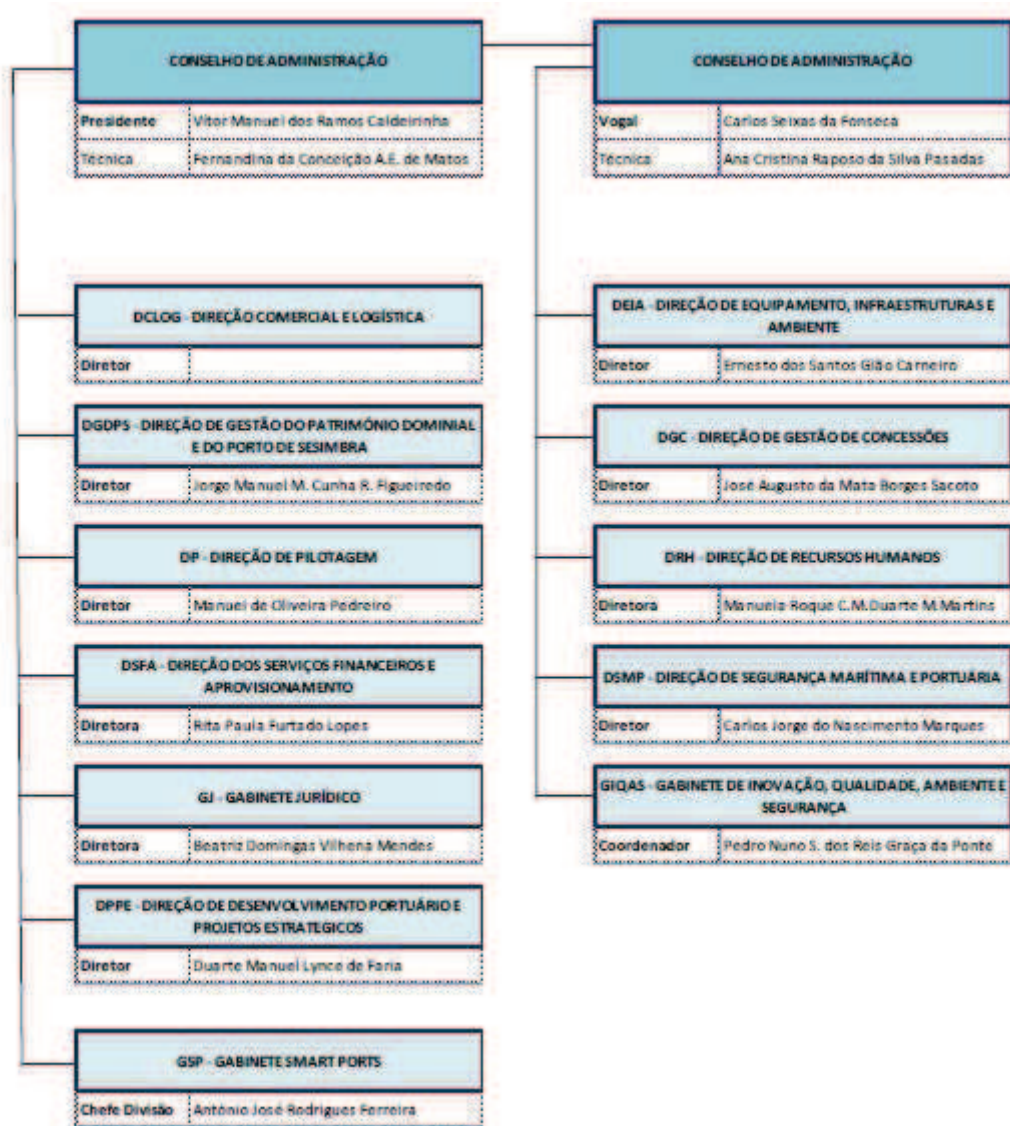 CONSELHO DE ADMINISTRAÇÃO
Presidente Vítor Manuel dos Ramos Caldeirinha
Técnica Fernandina da Conceição A.E. de Matos
DCLOG - DIREÇÃO COMERCIAL E LOGÍSTICA
Diretor
DGDPS - DIREÇÃO DE GESTÃO DO PATRIMÓNIO DOMINIAL
E DO PORTO DE SESIMBRA
Diretor Jorge Manuel M. Cunha R. Figueiredo
DP - DIREÇÃO DE PILOTAGEM
Diretor Manuel de Oliveira Pedreiro
DSFA - DIREÇÃO DOS SERVIÇOS FINANCEIROS E
APROVISIONAMENTO
Diretora Rita Paula Furtado Lopes
GJ - GABINETE JURÍDICO
Diretora Beatriz Domingas Vilhena Mendes
DPPE - DIREÇÃO DE DESENVOLVIMENTO PORTUÁRIO E
PROJETOS ESTRATEGICOS
Diretor Duarte Manuel Lynce de Faria
GSP - GABINETE SMART PORTS
Chefe Divisão António José Rodrigues Ferreira
CONSELHO DE ADMINISTRAÇÃO
Vogal Carlos Seixas da Fonseca
Técnica Ana Cristina Raposo da Silva Pasadas
DEIA - DIREÇÃO DE EQUIPAMENTO, INFRAESTRUTURAS E
AMBIENTE
Diretor Ernesto dos Santos Gião Carneiro
DGC - DIREÇÃO DE GESTÃO DE CONCESSÕES
Diretor José Augusto da Mata Borges Sacoto
DRH - DIREÇÃO DE RECURSOS HUMANOS
Diretora Manuela Roque C.M.Duarte M.Martins
DSMP - DIREÇÃO DE SEGURANÇA MARÍTIMA E PORTUÁRIA
Diretor Carlos Jorge do Nascimento Marques
GIQAS - GABINETE DE INOVAÇÃO, QUALIDADE, AMBIENTE E
SEGURANÇA
Coordenador Pedro Nuno S. dos Reis Graça da Ponte